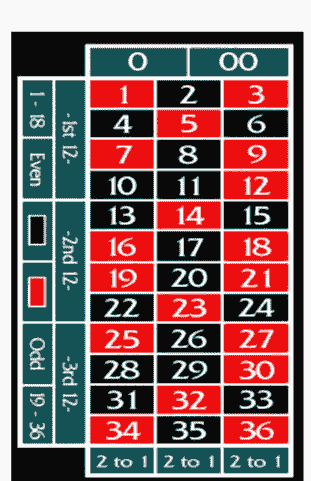 0 00
1 2 3
4 5 6
7 8 9
10 11 12
13 14 15
16 17 18
19 20 21
22 23 24
25 26 27
28 29 30
31 32 33
34 35 36
2 to 1 2 to 1 2 to 1
-1st 12-
-2nd 12-
-3rd 12-
1 - 18
Even
Odd
19 - 36